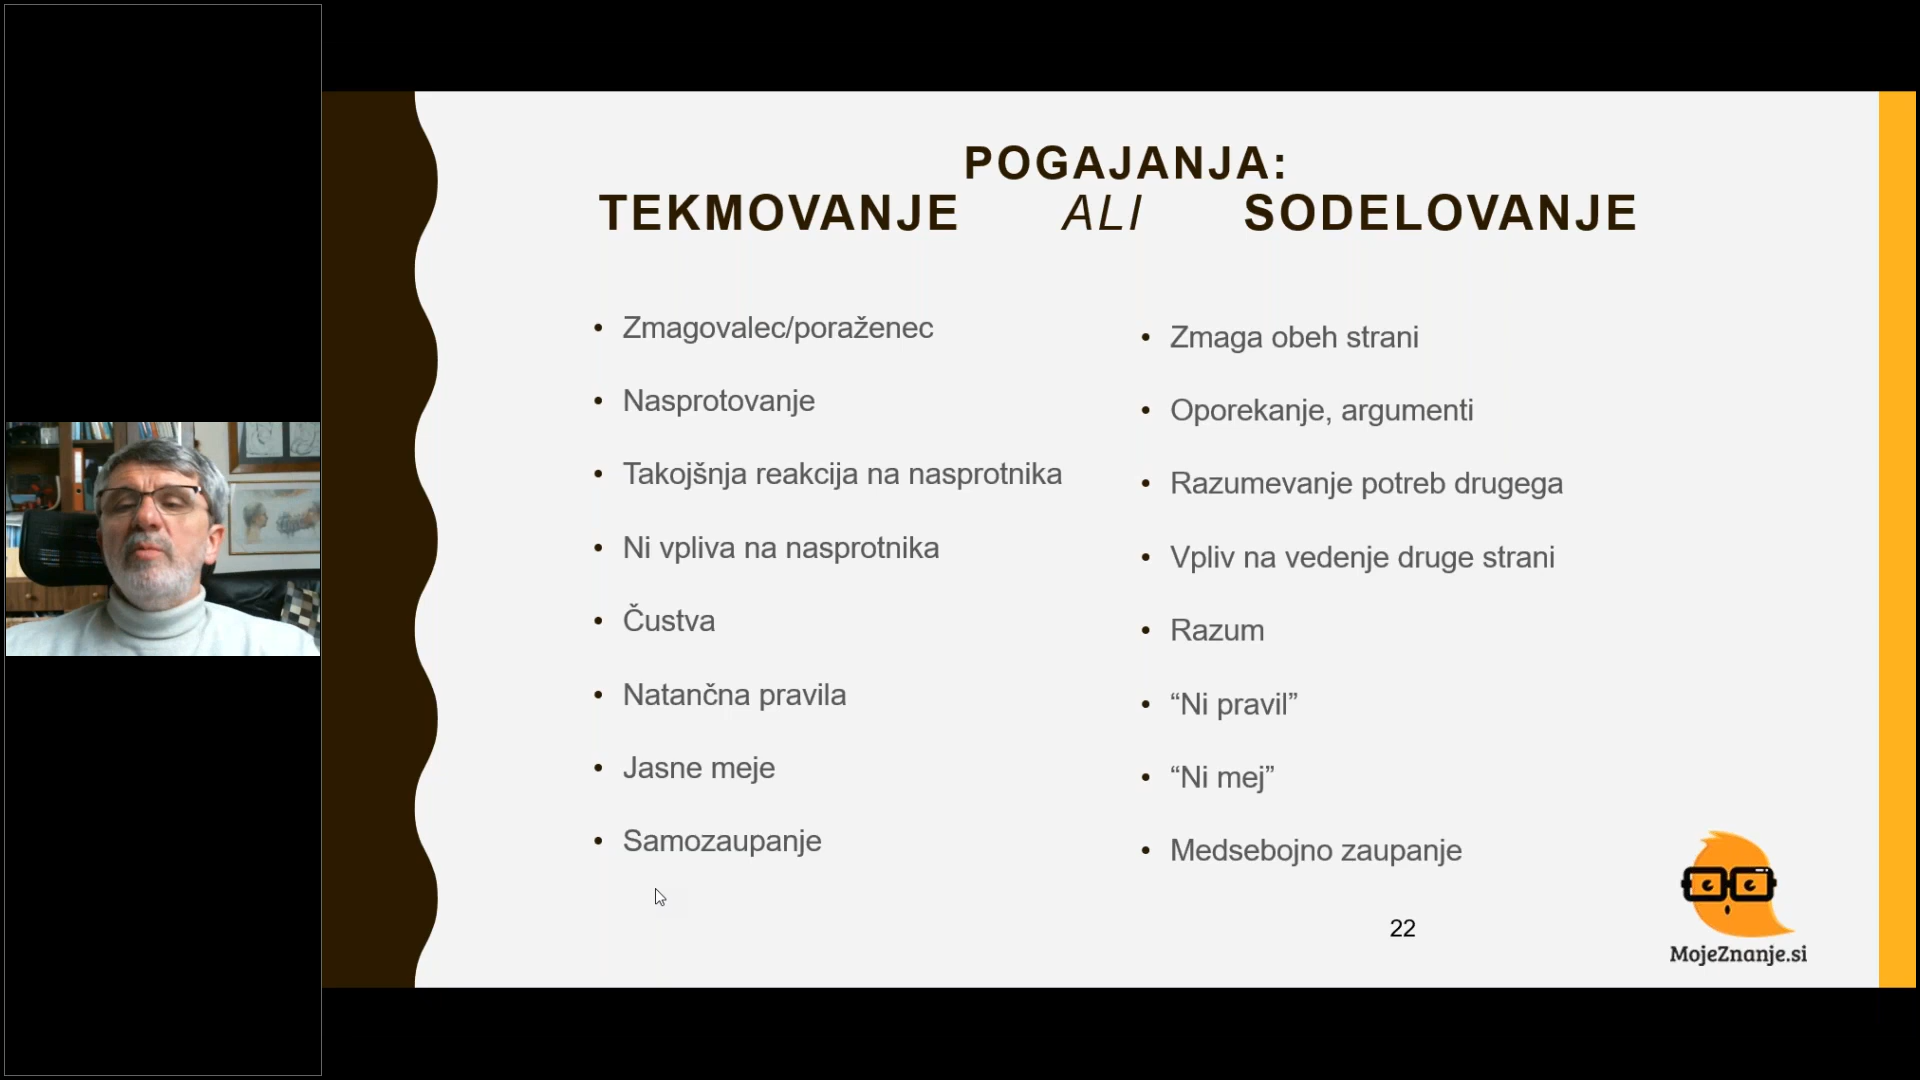 POGAJANJA:
TEKMOVANJE ALI SODELOVANJE
Zmagovalec/poraženec
Nasprotovanje
Takojšnja reakcija na nasprotnika
Ni vpliva na nasprotnika
Čustva
Natančna pravila
Jasne meje
Samozaupanje
Zmaga obeh strani
Oporekanje, argumenti
Razumevanje potreb drugega
Vpliv na vedenje druge strani
Razum
“Ni pravil”
“Ni mej”
Medsebojno zaupanje
22
MojeZnanje.si